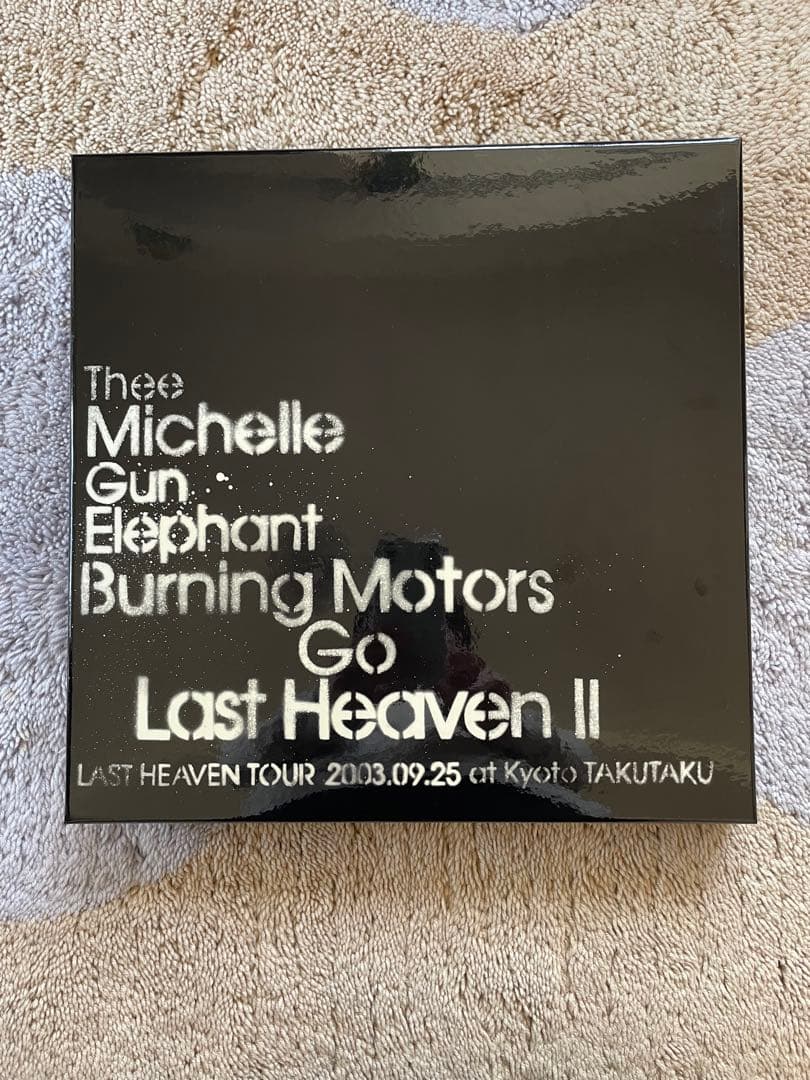 Thee
Michelle
Gun
Elephant
Burning Motors
Go
Last Heaven II
LAST HEAVEN TOUR 2003.09.25 at Kyoto TAKUTAKU